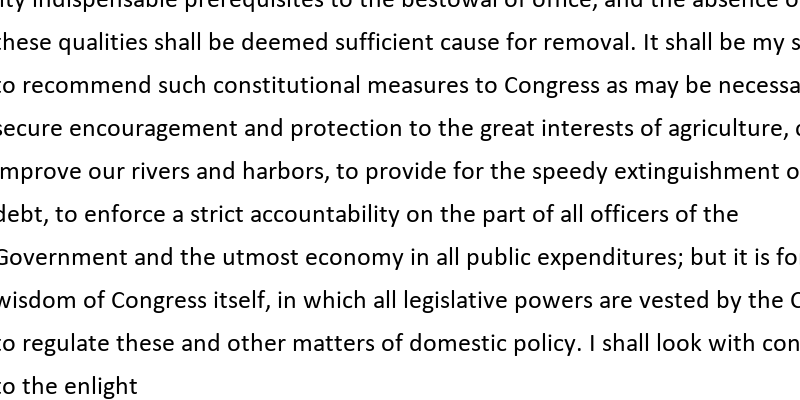 ity indispensable prerequisites to the bestowal of office, and the absence o
these qualities shall be deemed sufficient cause for removal. It shall be my s
to recommend such constitutional measures to Congress as may be necessa
secure encouragement and protection to the great interests of agriculture, c
improve our rivers and harbors, to provide for the speedy extinguishment o
debt, to enforce a strict accountability on the part of all officers of the
Government and the utmost economy in all public expenditures; but it is fo
wisdom of Congress itself, in which all legislative powers are vested by the C
to regulate these and other matters of domestic policy. I shall look with con
to the enlight